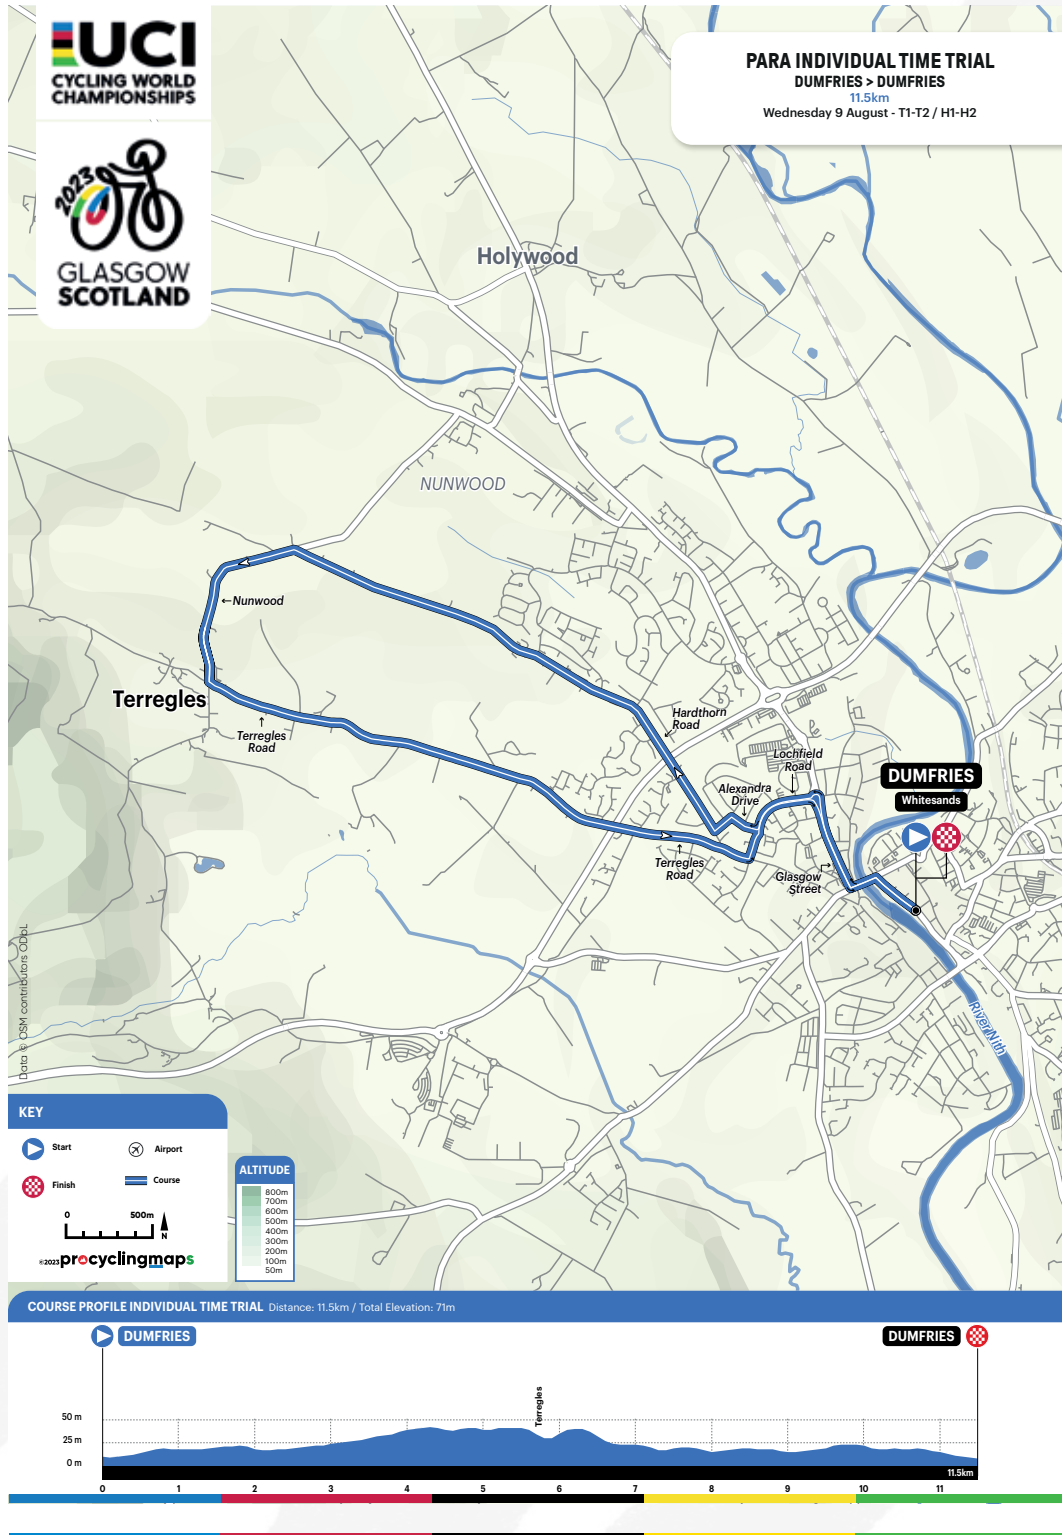 UCI
CYCLING WORLD
CHAMPIONSHIPS
2023
GLASGOW
SCOTLAND
PARA INDIVIDUAL TIME TRIAL
DUMFRIES > DUMFRIES
11.5km
Wednesday 9 August - T1-T2 / H1-H2
Holywood
NUNWOOD
←Nunwood
Terregles
Terregles
Road
Hardthorn
Road
Lochfield
Road
Alexandra
Drive
DUMFRIES
Whitesands
Terregles
Road
Glasgow
Street
River Nith
Data © OSM contributors ODbL
KEY
Start
Airport
Finish
Course
0 500m
N
©2023 procyclingmaps
ALTITUDE
800m
700m
600m
500m
400m
300m
200m
100m
50m
COURSE PROFILE INDIVIDUAL TIME TRIAL Distance: 11.5km / Total Elevation: 71m
DUMFRIES
DUMFRIES
Terregles
50 m
25 m
0 m
11.5km
0 1 2 3 4 5 6 7 8 9 10 11